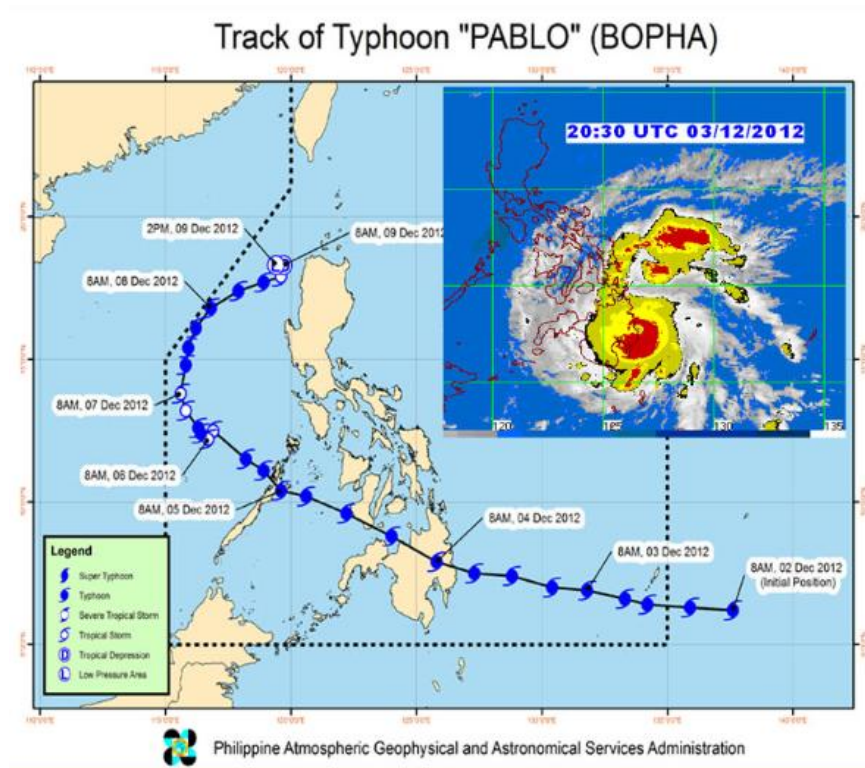 Track of Typhoon "PABLO" (BOPHA)
20:30 UTC 03/12/2012
120
125
130
135
2PM, 09 Dec 2012
8AM, 09 Dec 2012
8AM, 08 Dec 2012
8AM, 07 Dec 2012
8AM, 06 Dec 2012
8AM, 05 Dec 2012
8AM, 04 Dec 2012
8AM, 03 Dec 2012
8AM, 02 Dec 2012
(Initial Position)
Legend
Super Typhoon
Typhoon
Severe Tropical Storm
Tropical Storm
D Tropical Depression
L Low Pressure Area
Philippine Atmospheric Geophysical and Astronomical Services Administration